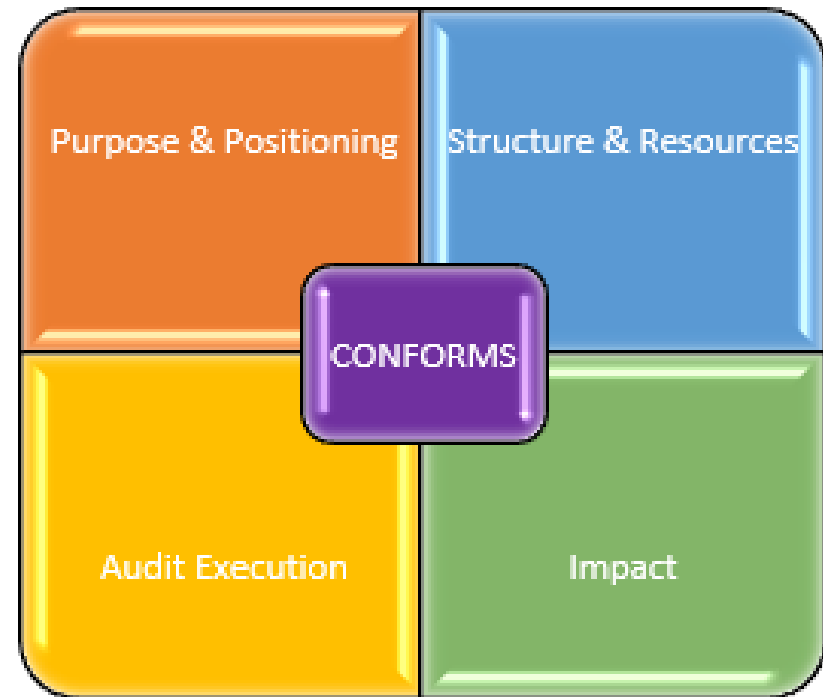 Purpose & Positioning
Structure & Resources
CONFORMS
Audit Execution
Impact